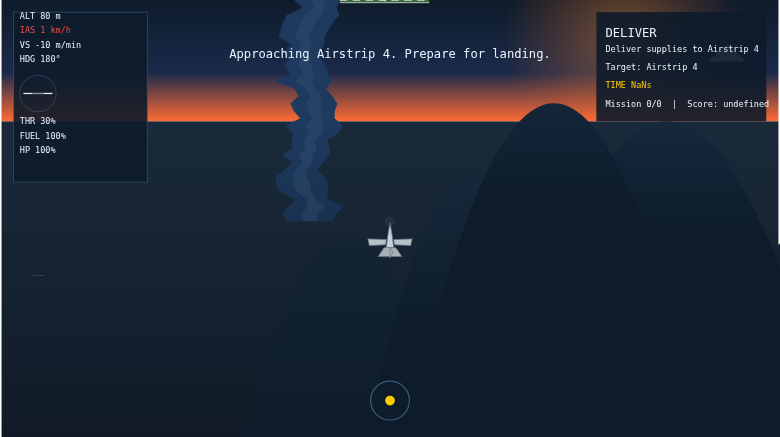 ALT 80 m
IAS 1 km/h
VS -10 m/min
HDG 180°
THR 30%
FUEL 100%
HP 100%
Approaching Airstrip 4. Prepare for landing.
DELIVER
Deliver supplies to Airstrip 4
Target: Airstrip 4
TIME NaNs
Mission 0/0 | Score: undefined